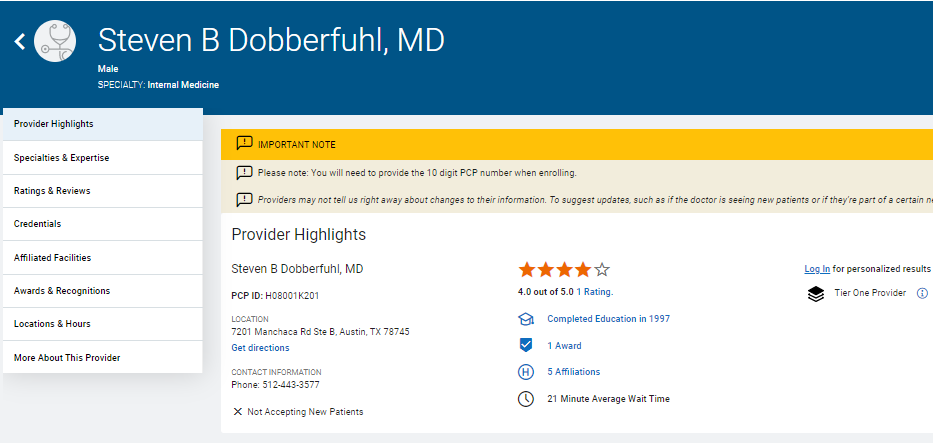 Steven B Dobberfuhl, MD
Male
SPECIALTY: Internal Medicine
Provider Highlights
Specialties & Expertise
Ratings & Reviews
Credentials
Affiliated Facilities
Awards & Recognitions
Locations & Hours
More About This Provider
IMPORTANT NOTE
Please note: You will need to provide the 10 digit PCP number when enrolling.
Providers may not tell us right away about changes to their information. To suggest updates, such as if the doctor is seeing new patients or if they're part of a certain
Provider Highlights
Steven B Dobberfuhl, MD
PCP ID: H08001K201
LOCATION
7201 Manchaca Rd Ste B, Austin, TX 78745
Get directions
CONTACT INFORMATION
Phone: 512-443-3577
Not Accepting New Patients
4.0 out of 5.0 1 Rating.
Completed Education in 1997
1 Award
H
5 Affiliations
21 Minute Average Wait Time
Log In for personalized results
Tier One Provider